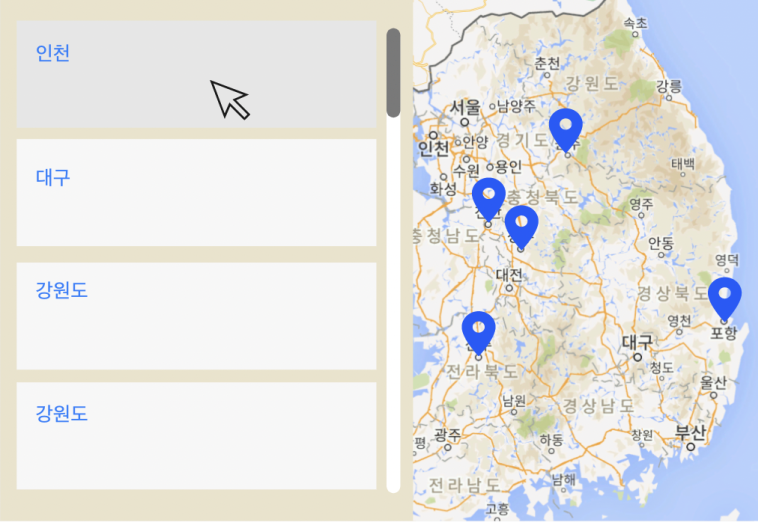 인천
대구
강원도
강원도
속초
춘천
강원도
강릉
서울
남양주
인천
안양
경기도
수원
용인
태백
화성
충청북도
영주
충청남도
안동
영덕
대전
경상북도
영천
포항
대구
청도
전라북도
울산
남원
경상남도
평
광주
하동
창원
부산
전라남도
남해
고흥